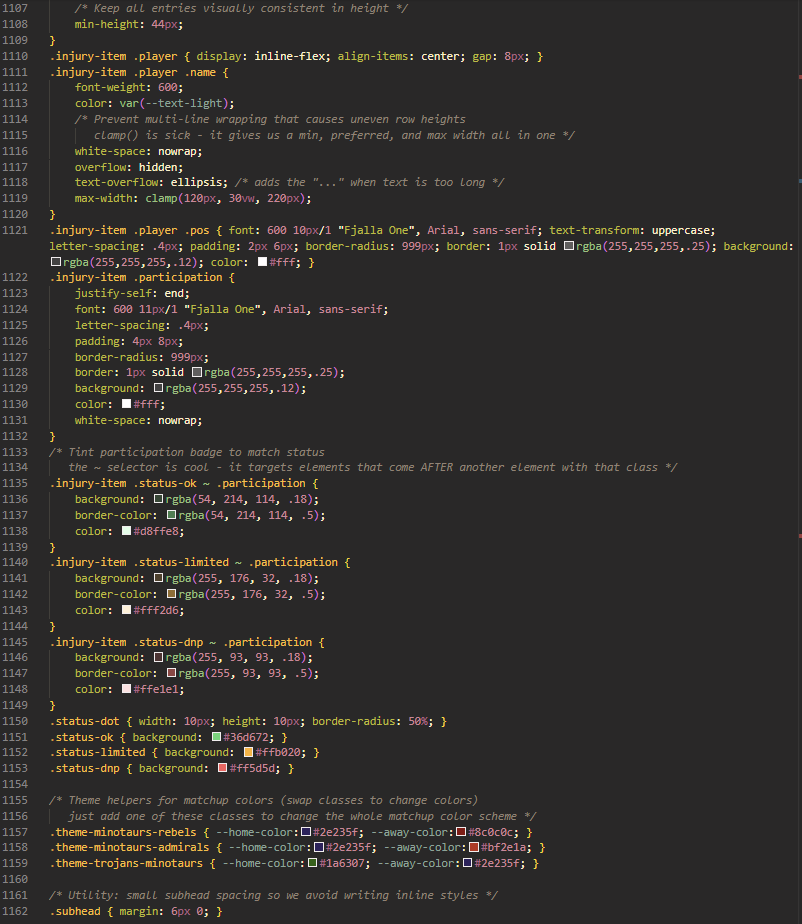 1107 /* Keep all entries visually consistent in height */
1108 min-height: 44px;
1109 }
1110 .injury-item .player { display: inline-flex; align-items: center; gap: 8px; }
1111 .injury-item .player .name {
1112 font-weight: 600;
1113 color: var(--text-light);
1114 /* Prevent multi-line wrapping that causes uneven row heights
1115 clamp() is sick - it gives us a min, preferred, and max width all in one */
1116 white-space: nowrap;
1117 overflow: hidden;
1118 text-overflow: ellipsis; /* adds the "..." when text is too long */
1119 max-width: clamp(120px, 30vw, 220px);
1120 }
1121 .injury-item .player .pos { font: 600 10px/1 "Fjalla One", Arial, sans-serif; text-transform: uppercase;
letter-spacing: .4px; padding: 2px 6px; border-radius: 999px; border: 1px solid rgba(255,255,255,.25); background:
rgba(255,255,255,.12); color: #fff; }
1122 .injury-item .participation {
1123 justify-self: end;
1124 font: 600 11px/1 "Fjalla One", Arial, sans-serif;
1125 letter-spacing: .4px;
1126 padding: 4px 8px;
1127 border-radius: 999px;
1128 border: 1px solid rgba(255,255,255,.25);
1129 background: rgba(255,255,255,.12);
1130 color: #fff;
1131 white-space: nowrap;
1132 }
1133 /* Tint participation badge to match status
1134 the ~ selector is cool - it targets elements that come AFTER another element with that class */
1135 .injury-item .status-ok ~ .participation {
1136 background: rgba(54, 214, 114, .18);
1137 border-color: rgba(54, 214, 114, .5);
1138 color: #d8ffe8;
1139 }
1140 .injury-item .status-limited ~ .participation {
1141 background: rgba(255, 176, 32, .18);
1142 border-color: rgba(255, 176, 32, .5);
1143 color: #fff2d6;
1144 }
1145 .injury-item .status-dnp ~ .participation {
1146 background: rgba(255, 93, 93, .18);
1147 border-color: rgba(255, 93, 93, .5);
1148 color: #ffe1e1;
1149 }
1150 .status-dot { width: 10px; height: 10px; border-radius: 50%; }
1151 .status-ok { background: #36d672; }
1152 .status-limited { background: #ffb020; }
1153 .status-dnp { background: #ff5d5d; }
1154
1155 /* Theme helpers for matchup colors (swap classes to change colors)
1156 just add one of these classes to change the whole matchup color scheme */
1157 .theme-minotaurs-rebels { --home-color: #2e235f; --away-color: #8c0c0c; }
1158 .theme-minotaurs-admirals { --home-color: #2e235f; --away-color: #bf2e1a; }
1159 .theme-trojans-minotaurs { --home-color: #1a6307; --away-color: #2e235f; }
1160
1161 /* Utility: small subhead spacing so we avoid writing inline styles */
1162 .subhead { margin: 6px 0; }